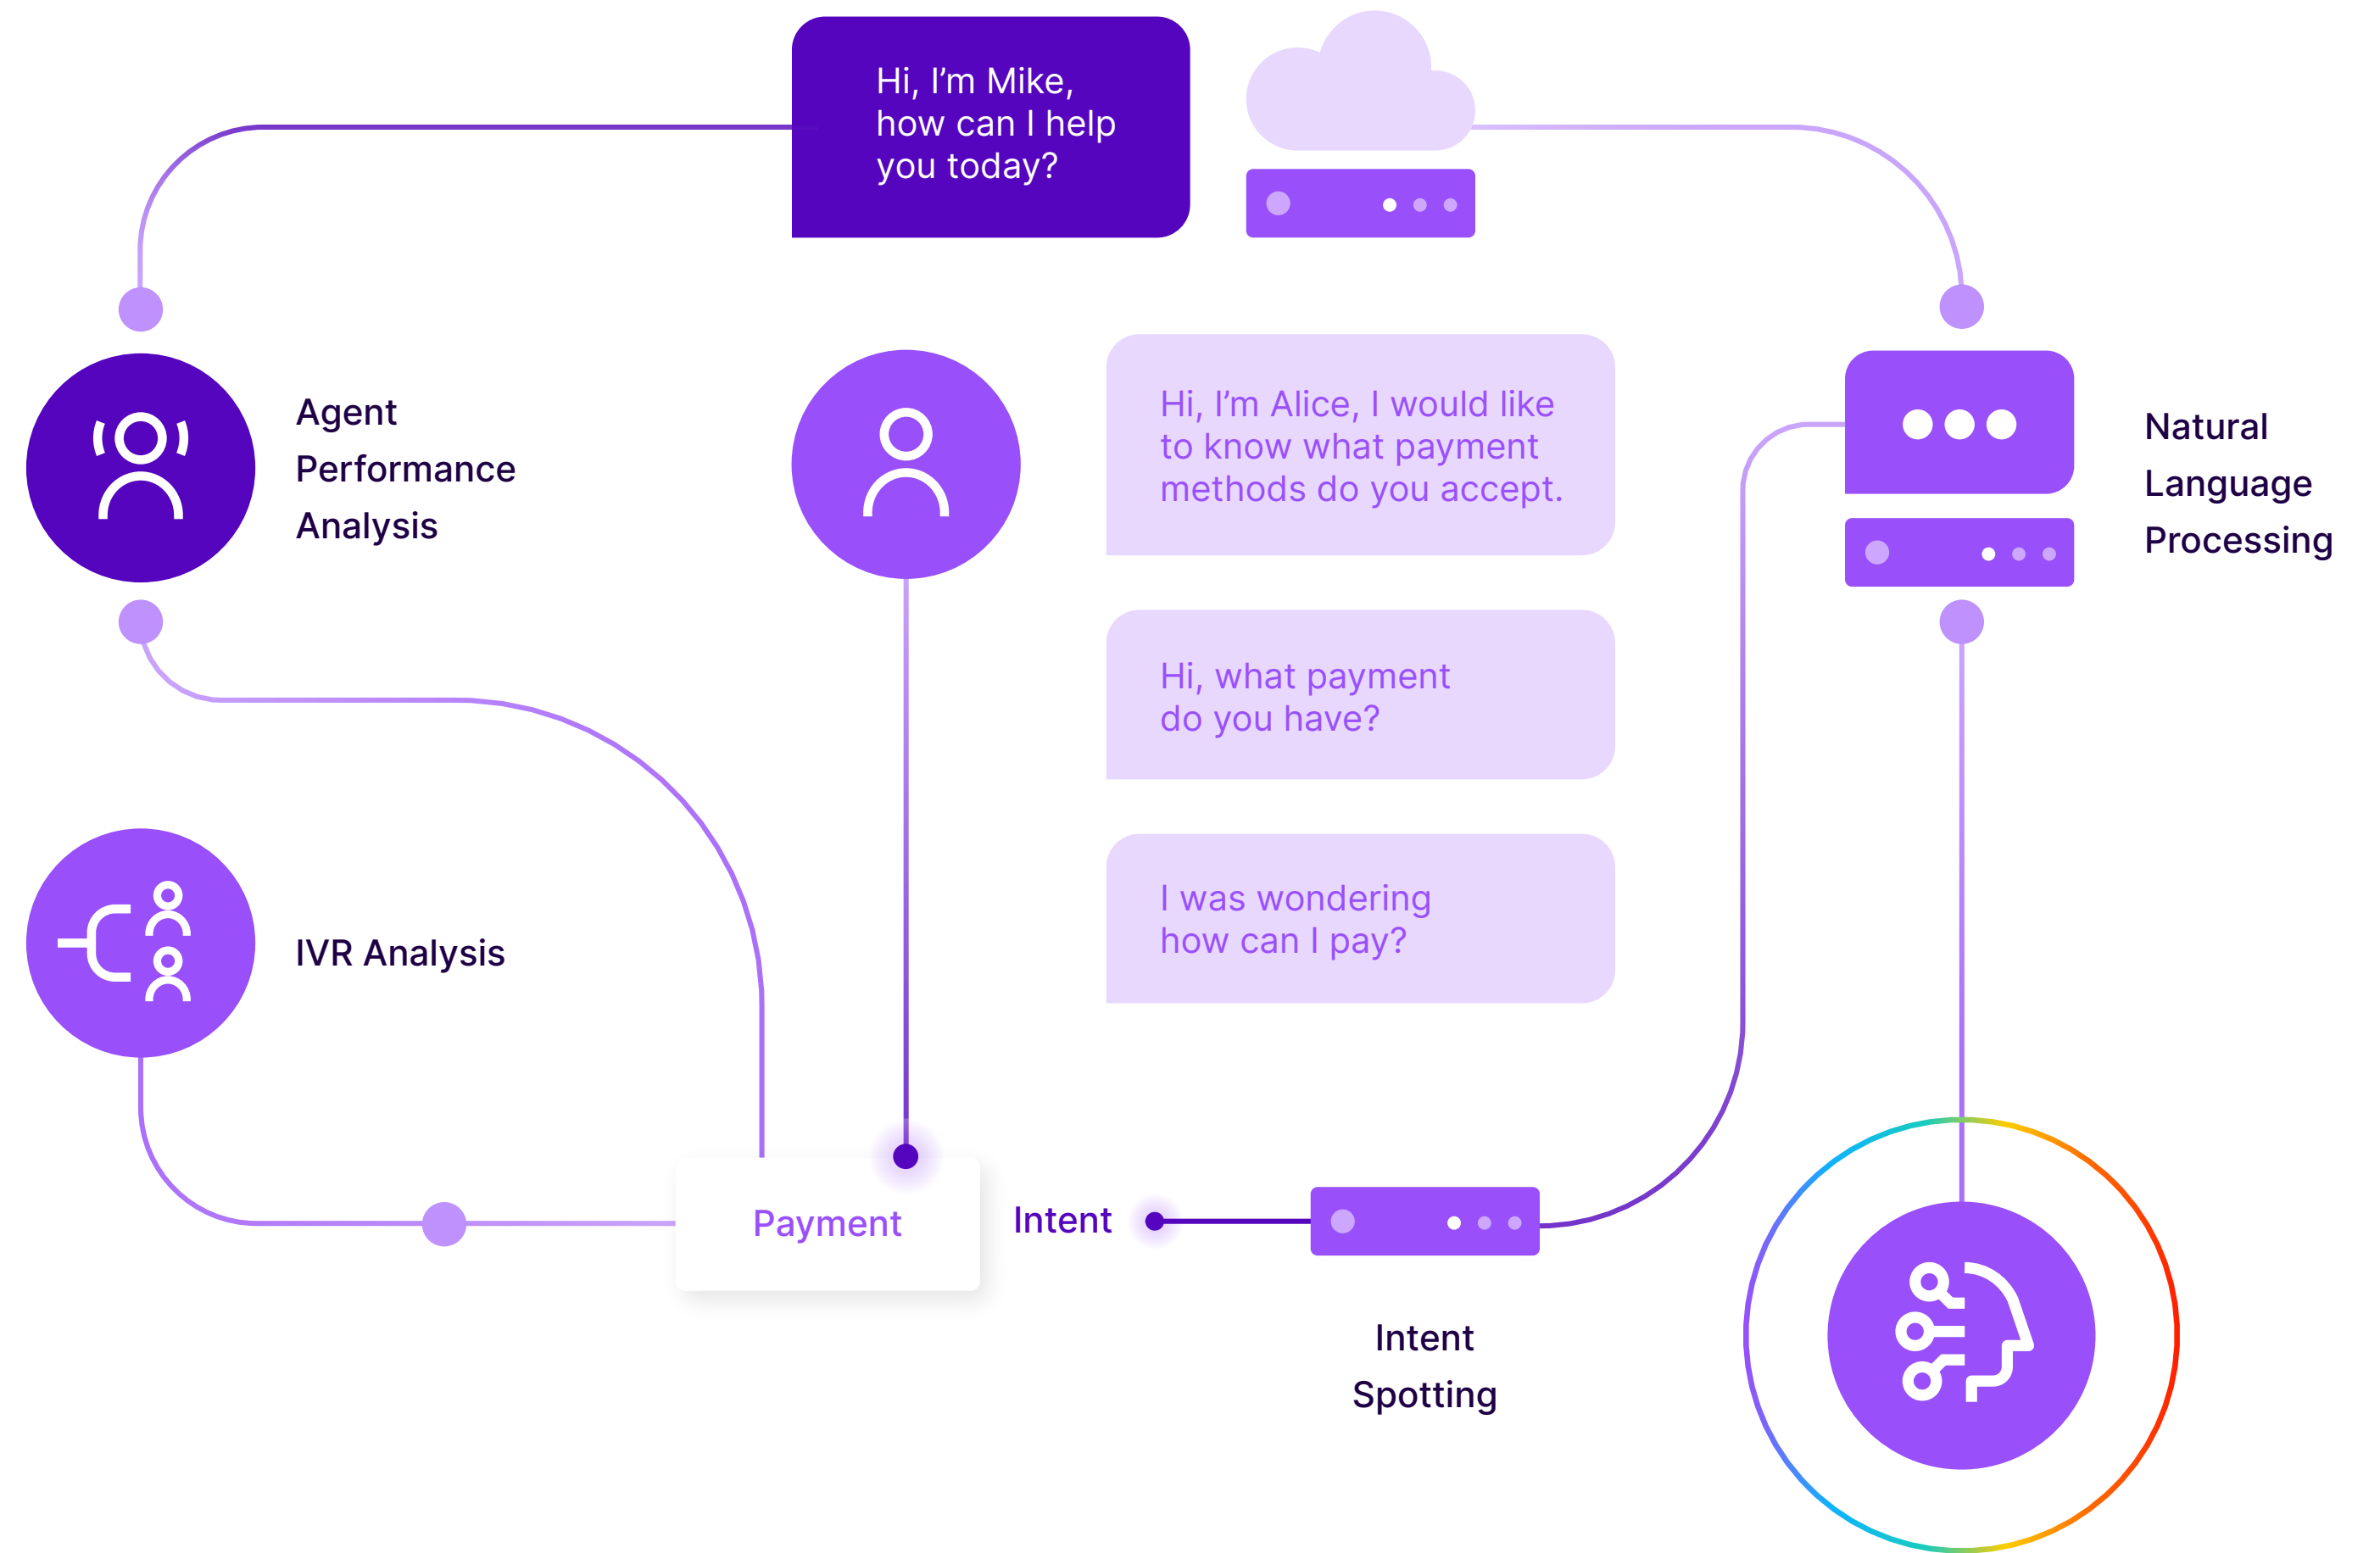 Hi, I’m Mike,
how can I help
you today?
Agent
Performance
Analysis
Hi, I’m Alice, I would like
to know what payment
methods do you accept.
Natural
Language
Processing
Hi, what payment
do you have?
I was wondering
how can I pay?
IVR Analysis
Payment
Intent
Intent
Spotting